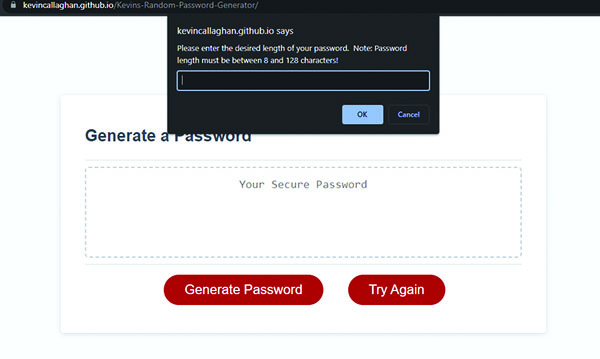 kevincallaghan.github.io/Kevins-Random-Password-Generator/
kevincallaghan.github.io says
Please enter the desired length of your password. Note: Password
length must be between 8 and 128 characters!
OK Cancel
Generate a Password
Your Secure Password
Generate Password Try Again